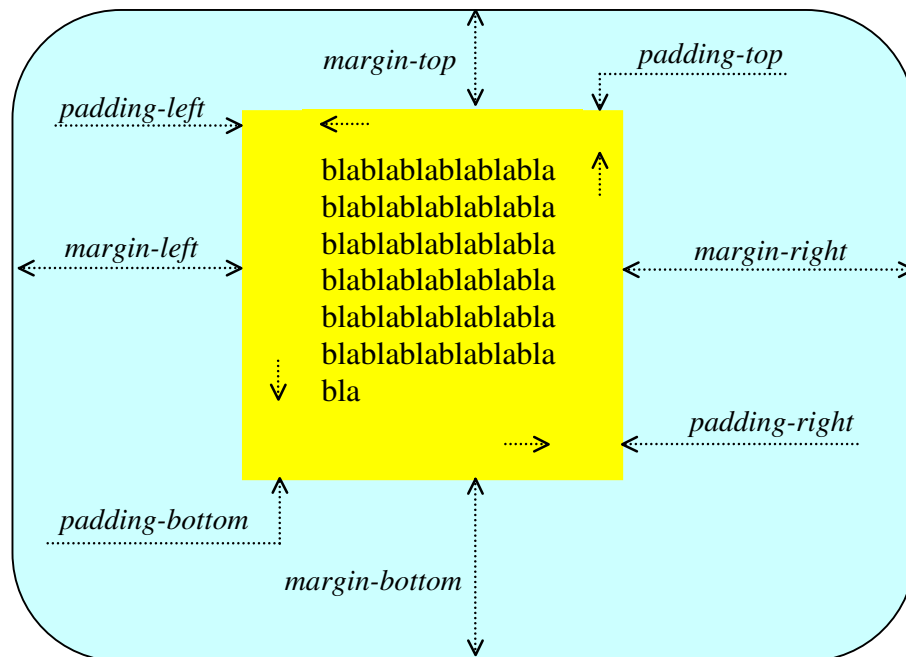 margin-top
padding-top
padding-left
blablablablablabla
blablablablablabla
blablablablablabla
margin-left
margin-right
blablablablablabla
blablablablablabla
blablablablablabla
bla
padding-right
padding-bottom
margin-bottom